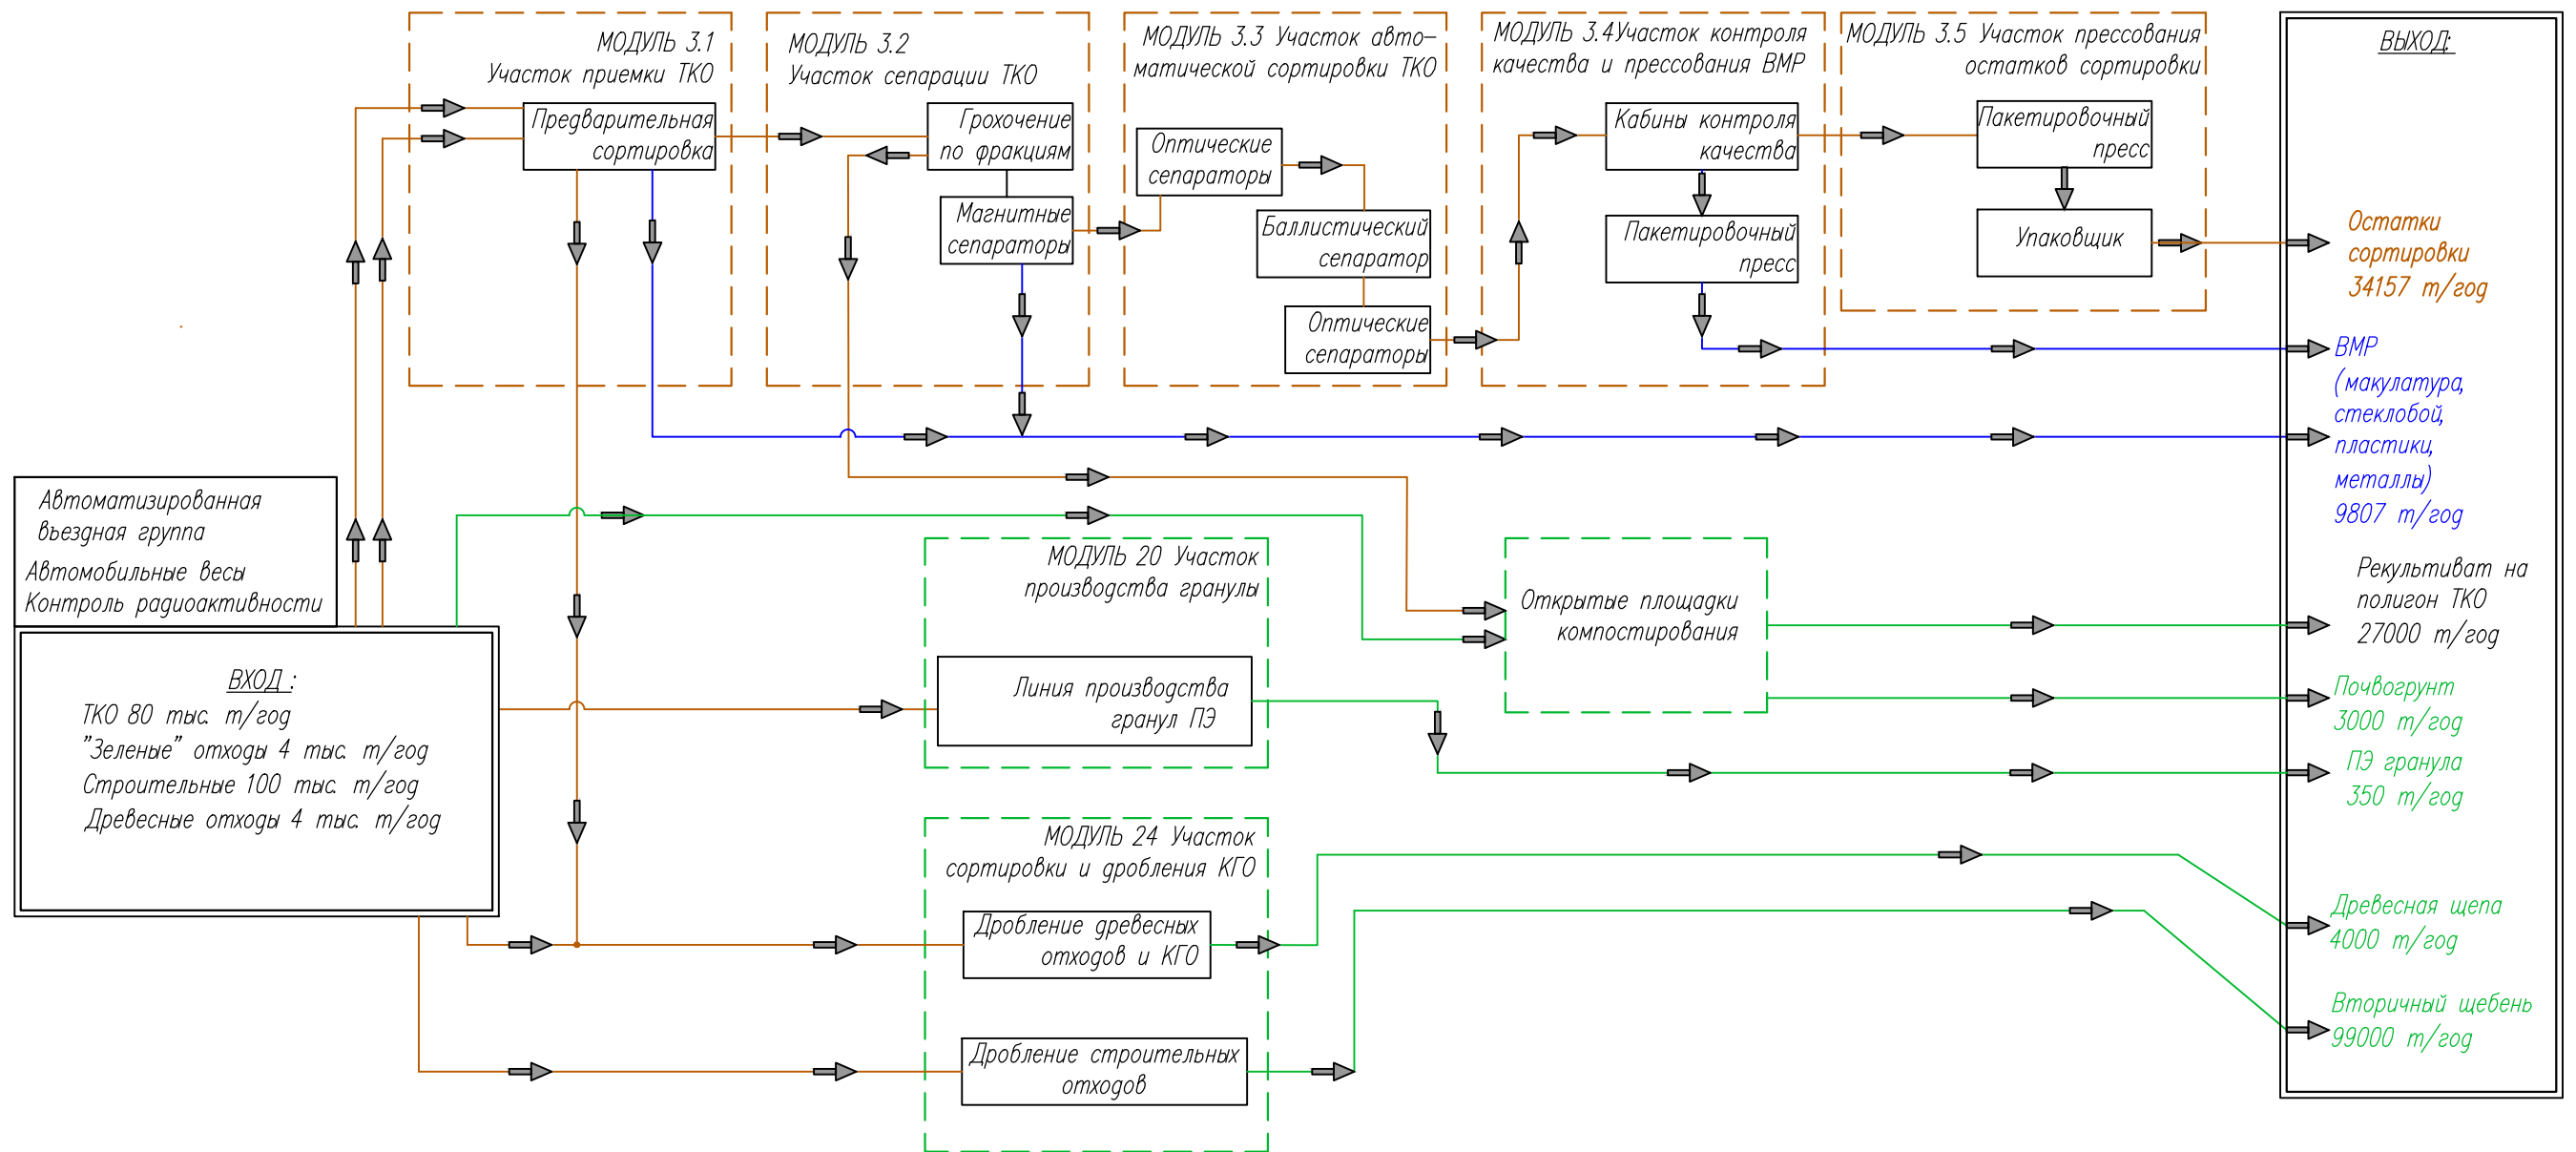 МОДУЛЬ 3.1
Участок приемки ТКО
Предварительная
сортировка
МОДУЛЬ 3.2
Участок сепарации ТКО
Грохочение
по фракциям
Магнитные
сепараторы
МОДУЛЬ 3.3 Участок авто-
матической сортировки ТКО
Оптические
сепараторы
Баллистический
сепаратор
Оптические
сепараторы
МОДУЛЬ 3.4Участок контроля
качества и прессования ВМР
Кабины контроля
качества
Пакетировочный
пресс
МОДУЛЬ 3.5 Участок прессования
остатков сортировки
Пакетировочный
пресс
Упаковщик
Автоматизированная
въездная группа
Автомобильные весы
Контроль радиоактивности
ВХОД :
ТКО 80 тыс. т/год
"Зеленые" отходы 4 тыс. т/год
Строительные 100 тыс. т/год
Древесные отходы 4 тыс. т/год
МОДУЛЬ 20 Участок
производства гранулы
Линия производства
гранул ПЭ
Открытые площадки
компостирования
МОДУЛЬ 24 Участок
сортировки и дробления КГО
Дробление древесных
отходов и КГО
Дробление строительных
отходов
ВЫХОД:
Остатки
сортировки
34157 т/год
ВМР
(макулатура,
стеклобой,
пластики,
металлы)
9807 т/год
Рекультиват на
полигон ТКО
27000 т/год
Почвогрунт
3000 т/год
ПЭ гранула
350 т/год
Древесная щепа
4000 т/год
Вторичный щебень
99000 т/год